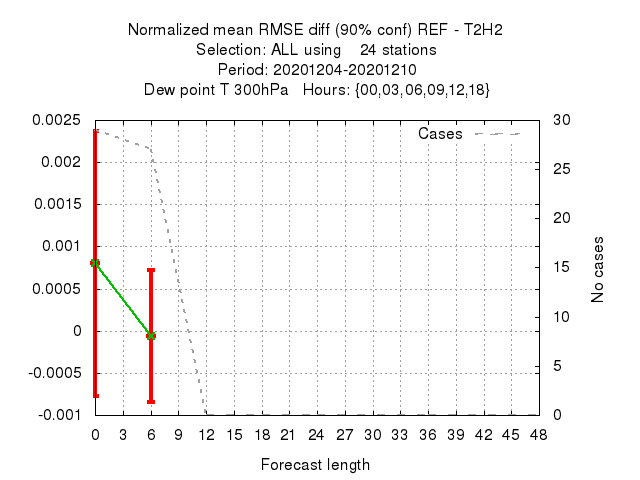 Normalized mean RMSE diff (90% conf) REF - T2H2
Selection: ALL using    24 stations
Period: 20201204-20201210
Dew point T 300hPa   Hours: {00,03,06,09,12,18}
Cases
0.0025
0.002
0.0015
0.001
0.0005
0
-0.0005
-0.001
30
25
20
15
10
5
0
No cases
0 3 6 9 12 15 18 21 24 27 30 33 36 39 42 45 48
Forecast length